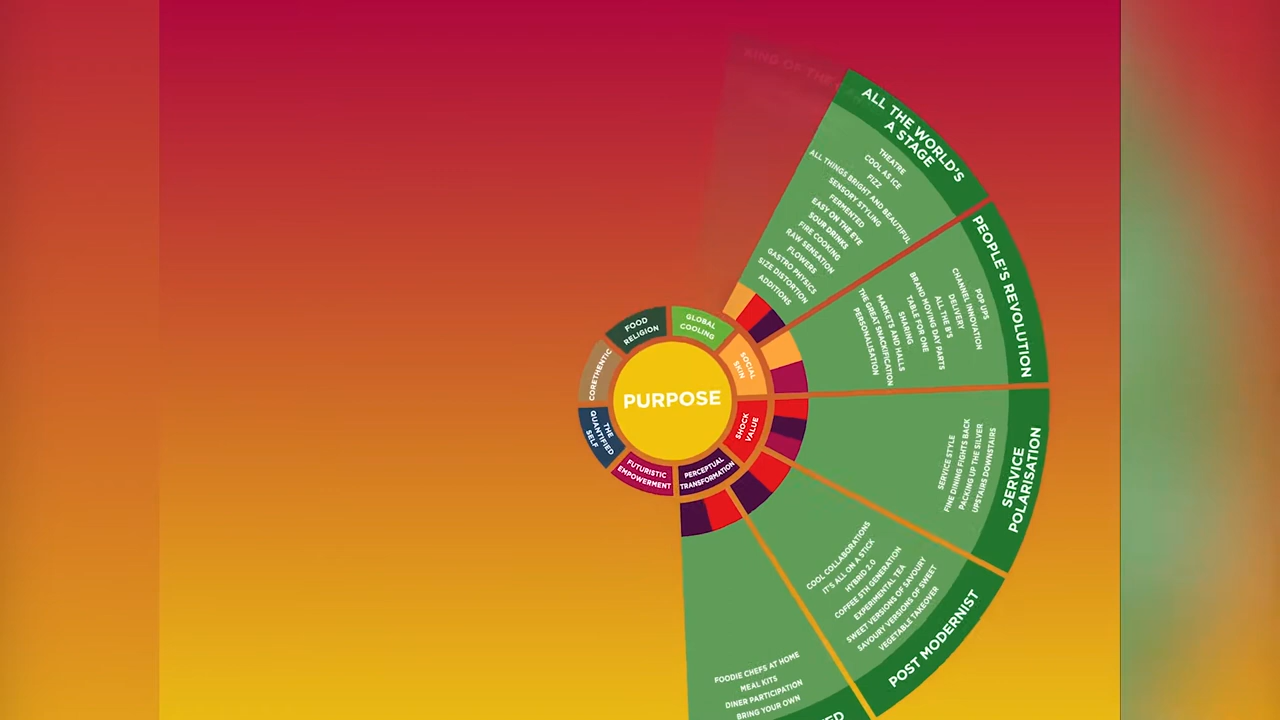 KING OF THE
ALL THE WORLD'S
A STAGE
THEATRE
COOL AS ICE
FIZZ
ALL THINGS BRIGHT AND BEAUTIFUL
SENSORY STYLING
FERMENTED
EASY ON THE EYE
SOUR DRINKS
FIRE COOKING
RAW SENSATION
FLOWERS
GASTRO PHYSICS
SIZE DISTORTION
ADDITIONS
PEOPLE'S REVOLUTION
POP UPS
CHANNEL INNOVATION
DELIVERY
ALL THE B'S
BRAND MOVING DAY PARTS
TABLE FOR ONE
SHARING
MARKETS AND HALLS
THE GREAT SNACKIFICATION
PERSONALISATION
SERVICE
POLARISATION
SERVICE STYLE
FINE DINING FIGHTS BACK
PACKING UP THE SILVER
UPSTAIRS DOWNSTAIRS
POST MODERNIST
COOL COLLABORATIONS
IT'S ALL ON A STICK
HYBRID 2.0
COFFEE 5TH GENERATION
EXPERIMENTAL TEA
SWEET VERSIONS OF SAVOURY
SAVOURY VERSIONS OF SWEET
VEGETABLE TAKEOVER
FOODIE CHEFS AT HOME
MEAL KITS
DINER PARTICIPATION
BRING YOUR OWN
PURPOSE
FOOD
RELIGION
GLOBAL
COOLING
SOCIAL
SKIN
SHOCK
VALUE
PERCEPTUAL
TRANSFORMATION
FUTURISTIC
EMPOWERMENT
THE
QUANTIFIED
SELF
CORETHENTIC